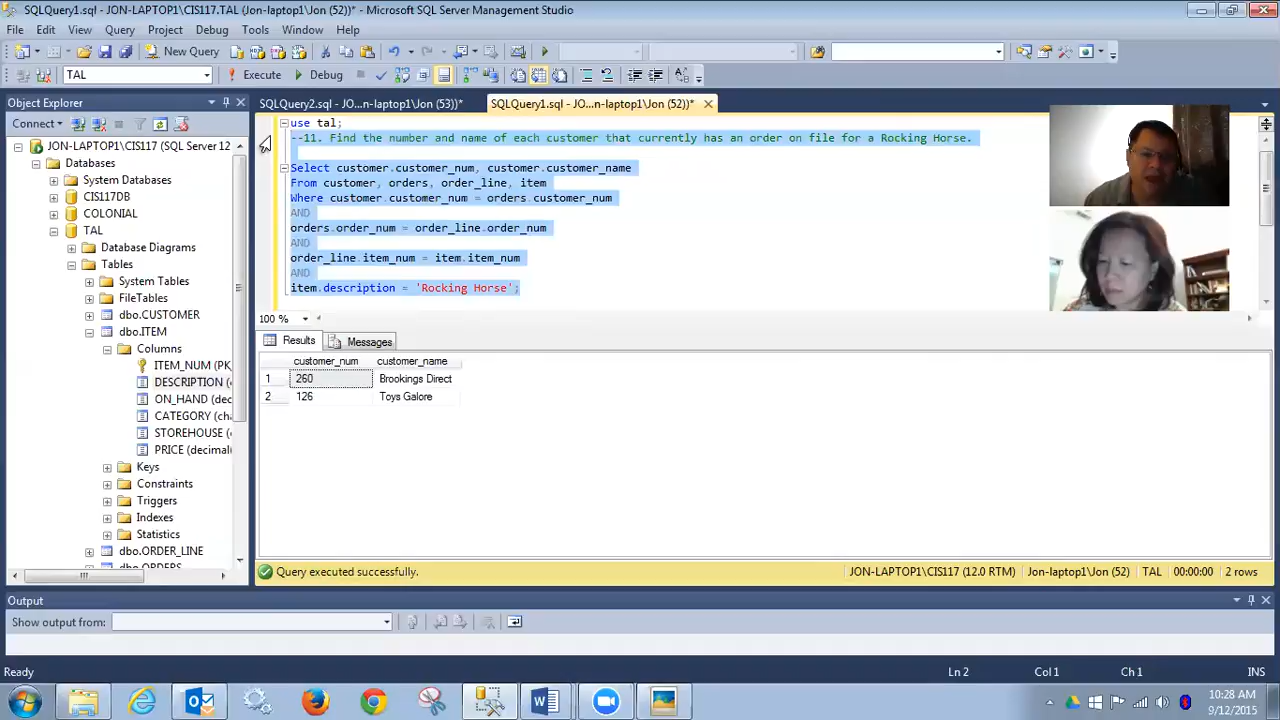 SQLQuery1.sql - JON-LAPTOP1\CIS117.TAL (Jon-laptop1\Jon (52))* - Microsoft SQL Server Management Studio
File Edit View Query Project Debug Tools Window Help
New Query
TAL Execute Debug
Object Explorer
SQLQuery2.sql - JO...n-laptop1\Jon (53))*
SQLQuery1.sql - JO...n-laptop1\Jon (52))*
Connect
JON-LAPTOP1\CIS117 (SQL Server 12
Databases
System Databases
CIS117DB
COLONIAL
TAL
Database Diagrams
Tables
System Tables
FileTables
dbo.CUSTOMER
dbo.ITEM
Columns
ITEM_NUM (PK,
DESCRIPTION (
ON_HAND (dec
CATEGORY (cha
STOREHOUSE (
PRICE (decimal)
Keys
Constraints
Triggers
Indexes
Statistics
dbo.ORDER_LINE
dbo.ORDERS
use tal;
--11. Find the number and name of each customer that currently has an order on file for a Rocking Horse.
Select customer.customer_num, customer.customer_name
From customer, orders, order_line, item
Where customer.customer_num = orders.customer_num
AND
orders.order_num = order_line.order_num
AND
order_line.item_num = item.item_num
AND
item.description = 'Rocking Horse';
100 %
Results Messages
customer_num customer_name
1 260 Brookings Direct
2 126 Toys Galore
Query executed successfully. JON-LAPTOP1\CIS117 (12.0 RTM) Jon-laptop1\Jon (52) TAL 00:00:00 2 rows
Output
Show output from:
Ready Ln 2 Col 1 Ch 1 INS
10:28 AM
9/12/2015